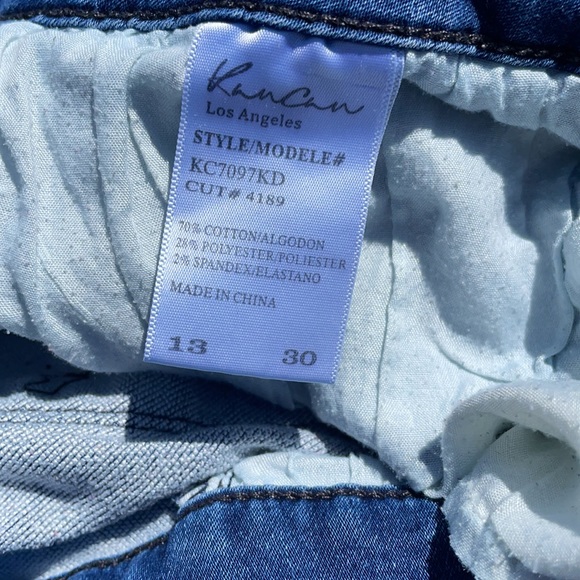 KanCan
Los Angeles
STYLE/MODELE#
KC7097KD
CUT# 4189
70% COTTON/ALGODON
28% POLYESTER/POLIESTER
2% SPANDEX/ELASTANO
MADE IN CHINA
13 30